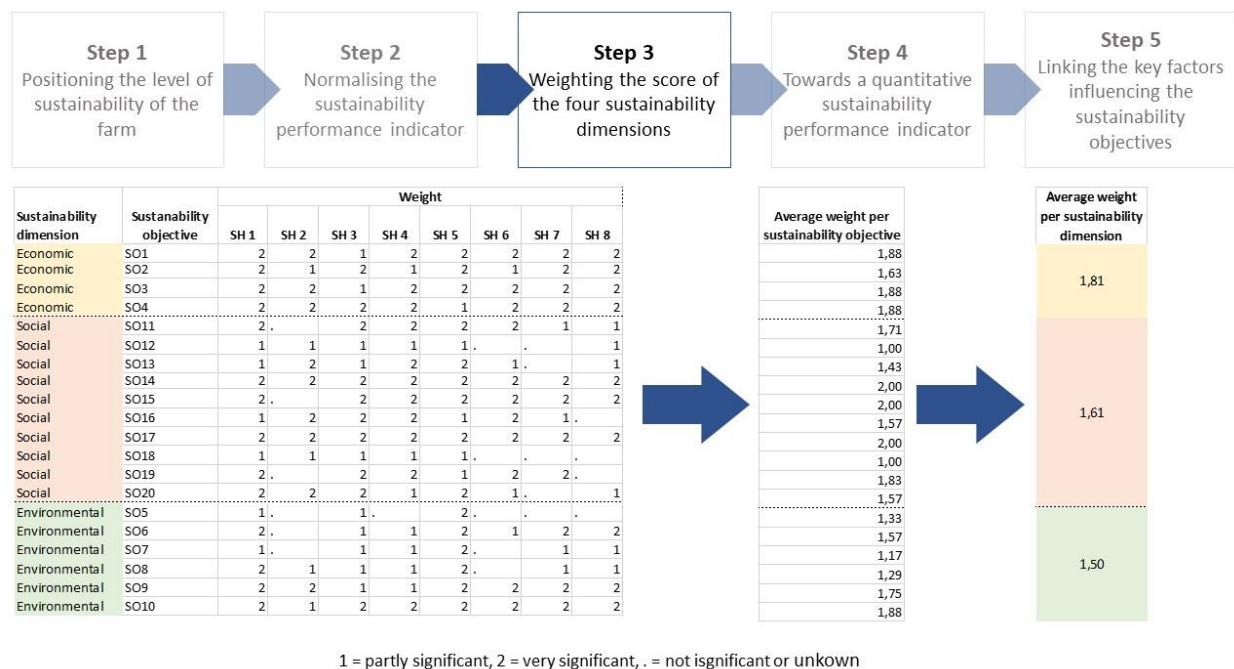 Step 1
Positioning the level of
sustainability of the
farm
Step 2
Normalising the
sustainability
performance indicator
Step 3
Weighting the score of
the four sustainability
dimensions
Step 4
Towards a quantitative
sustainability
performance indicator
Step 5
Linking the key factors
influencing the
sustainability
objectives
Weight
Sustainability
dimension
Sustanability
objective
SH 1 SH 2 SH 3 SH 4 SH 5 SH 6 SH 7 SH 8
Average weight per
sustainability objective
Average weight
per sustainability
dimension
Economic SO1 2 2 1 2 2 2 2 2 1,88
Economic SO2 2 1 2 1 2 1 2 2 1,63
Economic SO3 2 2 1 2 2 2 2 2 1,88
Economic SO4 2 2 2 2 1 2 2 2 1,88
1,81
Social SO11 2 . 2 2 2 2 1 1 1,71
Social SO12 1 1 1 1 1 . . 1 1,00
Social SO13 1 2 1 2 2 1 . 1 1,43
Social SO14 2 2 2 2 2 2 2 2 2,00
Social SO15 2 . 2 2 2 2 2 2 2,00
Social SO16 1 2 2 2 1 2 1 . 1,57
Social SO17 2 2 2 2 2 2 2 2 2,00
Social SO18 1 1 1 1 1 . . . 1,00
Social SO19 2 . 2 2 1 2 2 . 1,83
Social SO20 2 2 2 1 2 1 . 1 1,57
1,61
Environmental SO5 1 . 1 . 2 . . . 1,33
Environmental SO6 2 . 1 1 2 1 2 2 1,57
Environmental SO7 1 . 1 1 2 . 1 1 1,17
Environmental SO8 2 1 1 1 2 . 1 1 1,29
Environmental SO9 2 2 1 1 2 2 2 2 1,75
Environmental SO10 2 1 2 2 2 2 2 2 1,88
1,50
1 = partly significant, 2 = very significant, . = not isgnificant or unkown